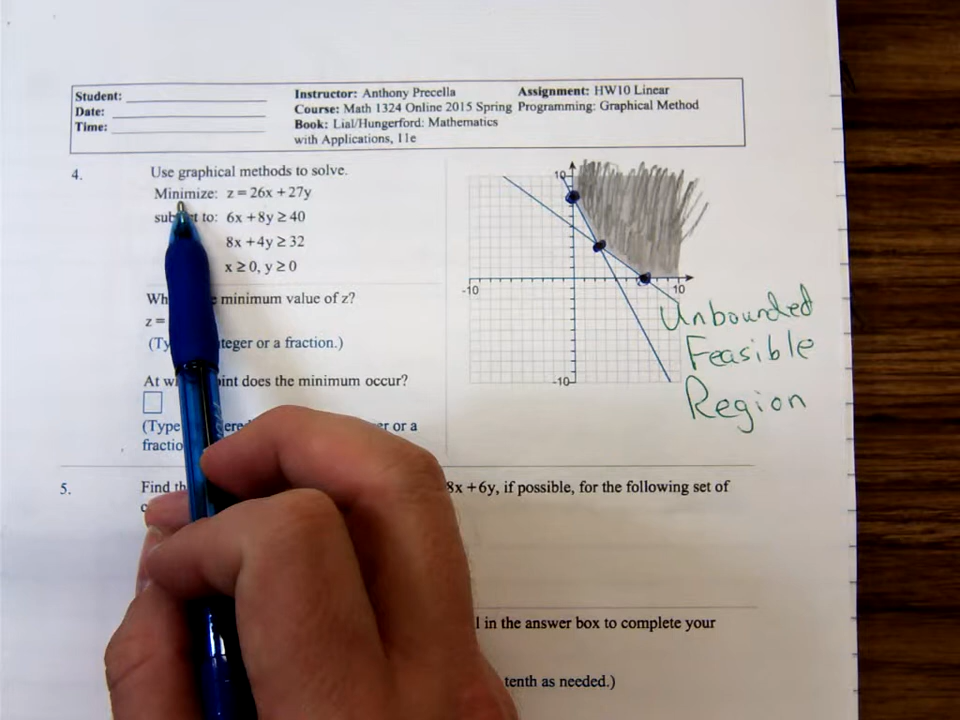 Student: Instructor: Anthony Precella Assignment: HW10 Linear
Date: Course: Math 1324 Online 2015 Spring Programming: Graphical Method
Time: Book: Lial/Hungerford: Mathematics
with Applications, 11e
4. Use graphical methods to solve.
Minimize: z = 26x + 27y
to: 6x + 8y ≥ 40
8x + 4y ≥ 32
x ≥ 0, y ≥ 0
minimum value of z?
z =
or a fraction.)
At does the minimum occur?
(Type or a
10
-10
10
-10
Unbounded
Feasible
Region
5. Find 8x + 6y, if possible, for the following set of
in the answer box to complete your
tenth as needed.)